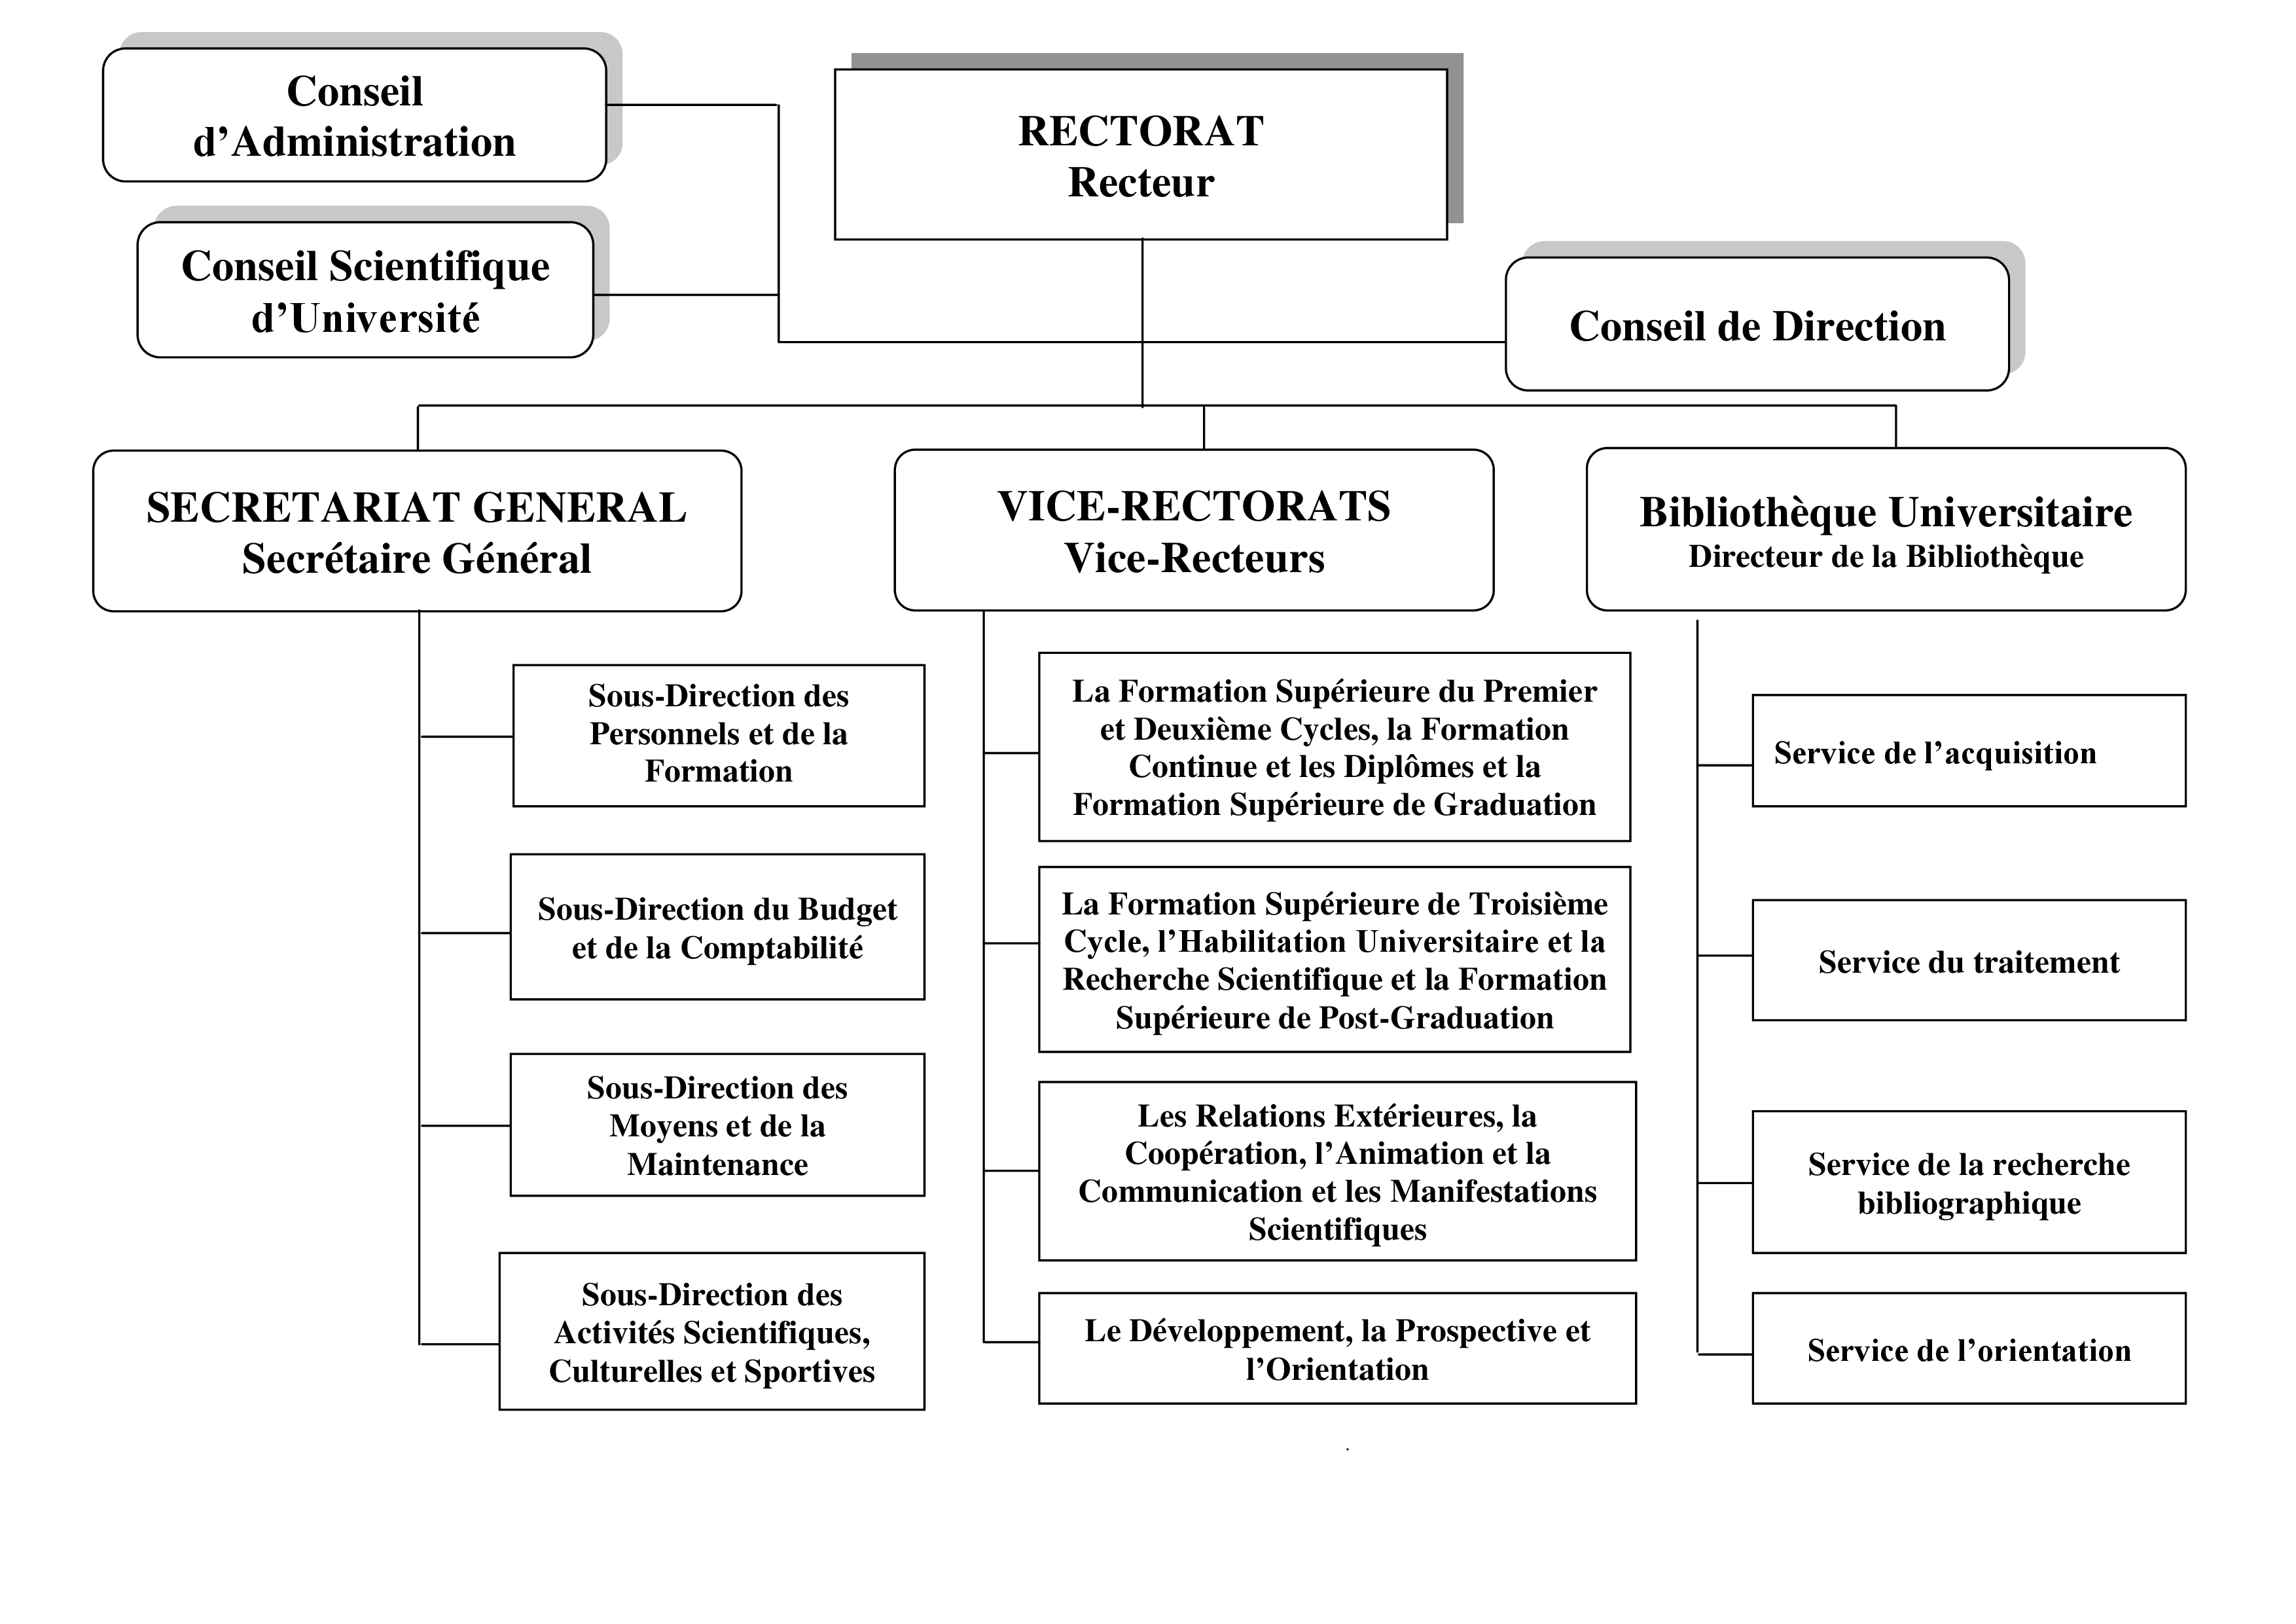 Conseil
d’Administration
RECTORAT
Recteur
Conseil Scientifique
d’Université
Conseil de Direction
SECRETARIAT GENERAL
Secrétaire Général
VICE-RECTORATS
Vice-Recteurs
Bibliothèque Universitaire
Directeur de la Bibliothèque
Sous-Direction des
Personnels et de la
Formation
Sous-Direction du Budget
et de la Comptabilité
Sous-Direction des
Moyens et de la
Maintenance
Sous-Direction des
Activités Scientifiques,
Culturelles et Sportives
La Formation Supérieure du Premier
et Deuxième Cycles, la Formation
Continue et les Diplômes et la
Formation Supérieure de Graduation
La Formation Supérieure de Troisième
Cycle, l’Habilitation Universitaire et la
Recherche Scientifique et la Formation
Supérieure de Post-Graduation
Les Relations Extérieures, la
Coopération, l’Animation et la
Communication et les Manifestations
Scientifiques
Le Développement, la Prospective et
l’Orientation
Service de l’acquisition
Service du traitement
Service de la recherche
bibliographique
Service de l’orientation
.